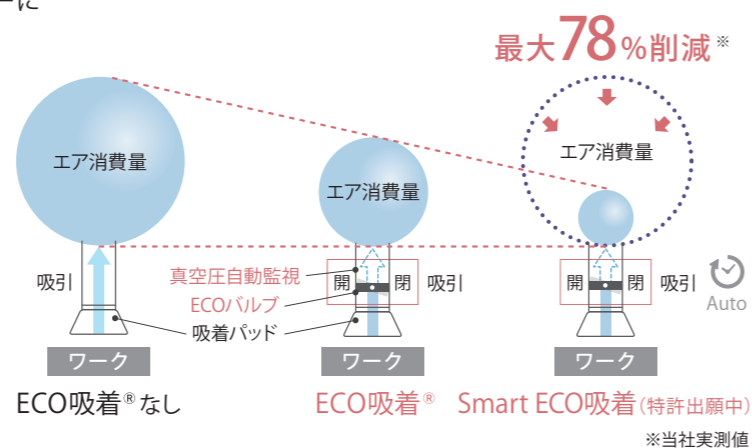 ーに
最大78%削減※
エア消費量
エア消費量
エア消費量
吸引
真空圧自動監視
ECOバルブ
吸着パッド
開 閉 吸引
開 閉 吸引
Auto
ワーク
ワーク
ワーク
ECO吸着®なし
ECO吸着®
Smart ECO吸着(特許出願中)
※当社実測値